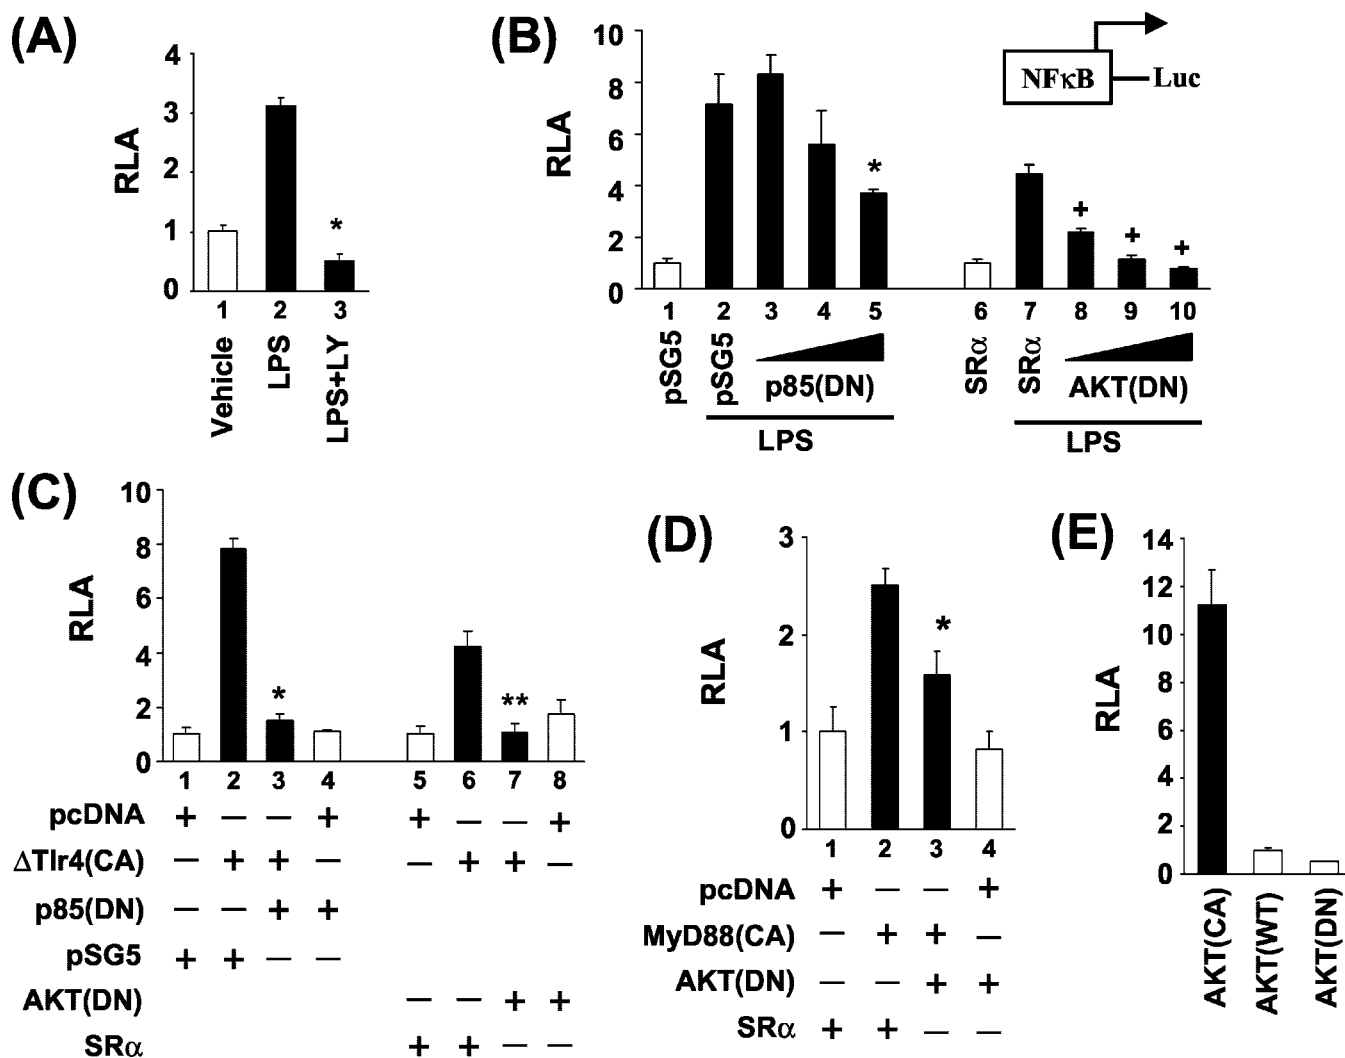 (A)
4
3
2
1
0
RLA
*
1 2 3
Vehicle
LPS
LPS+LY
(B)
10
8
6
4
2
0
RLA
NFκB Luc
*
+ + +
1 2 3 4 5 6 7 8 9 10
pSG5
pSG5
p85(DN)
LPS
SRα
SRα
AKT(DN)
LPS
(C)
10
8
6
4
2
0
RLA
* **
1 2 3 4 5 6 7 8
pcDNA + — — + + — — +
ΔTlr4(CA) — + + — — + + —
p85(DN) — — + +
pSG5 + + — —
AKT(DN) — — + +
SRα + + — —
(D)
3
2
1
0
RLA
*
1 2 3 4
pcDNA + — — +
MyD88(CA) — + + —
AKT(DN) — — + +
SRα + + — —
(E)
14
12
10
8
6
4
2
0
RLA
AKT(CA)
AKT(WT)
AKT(DN)